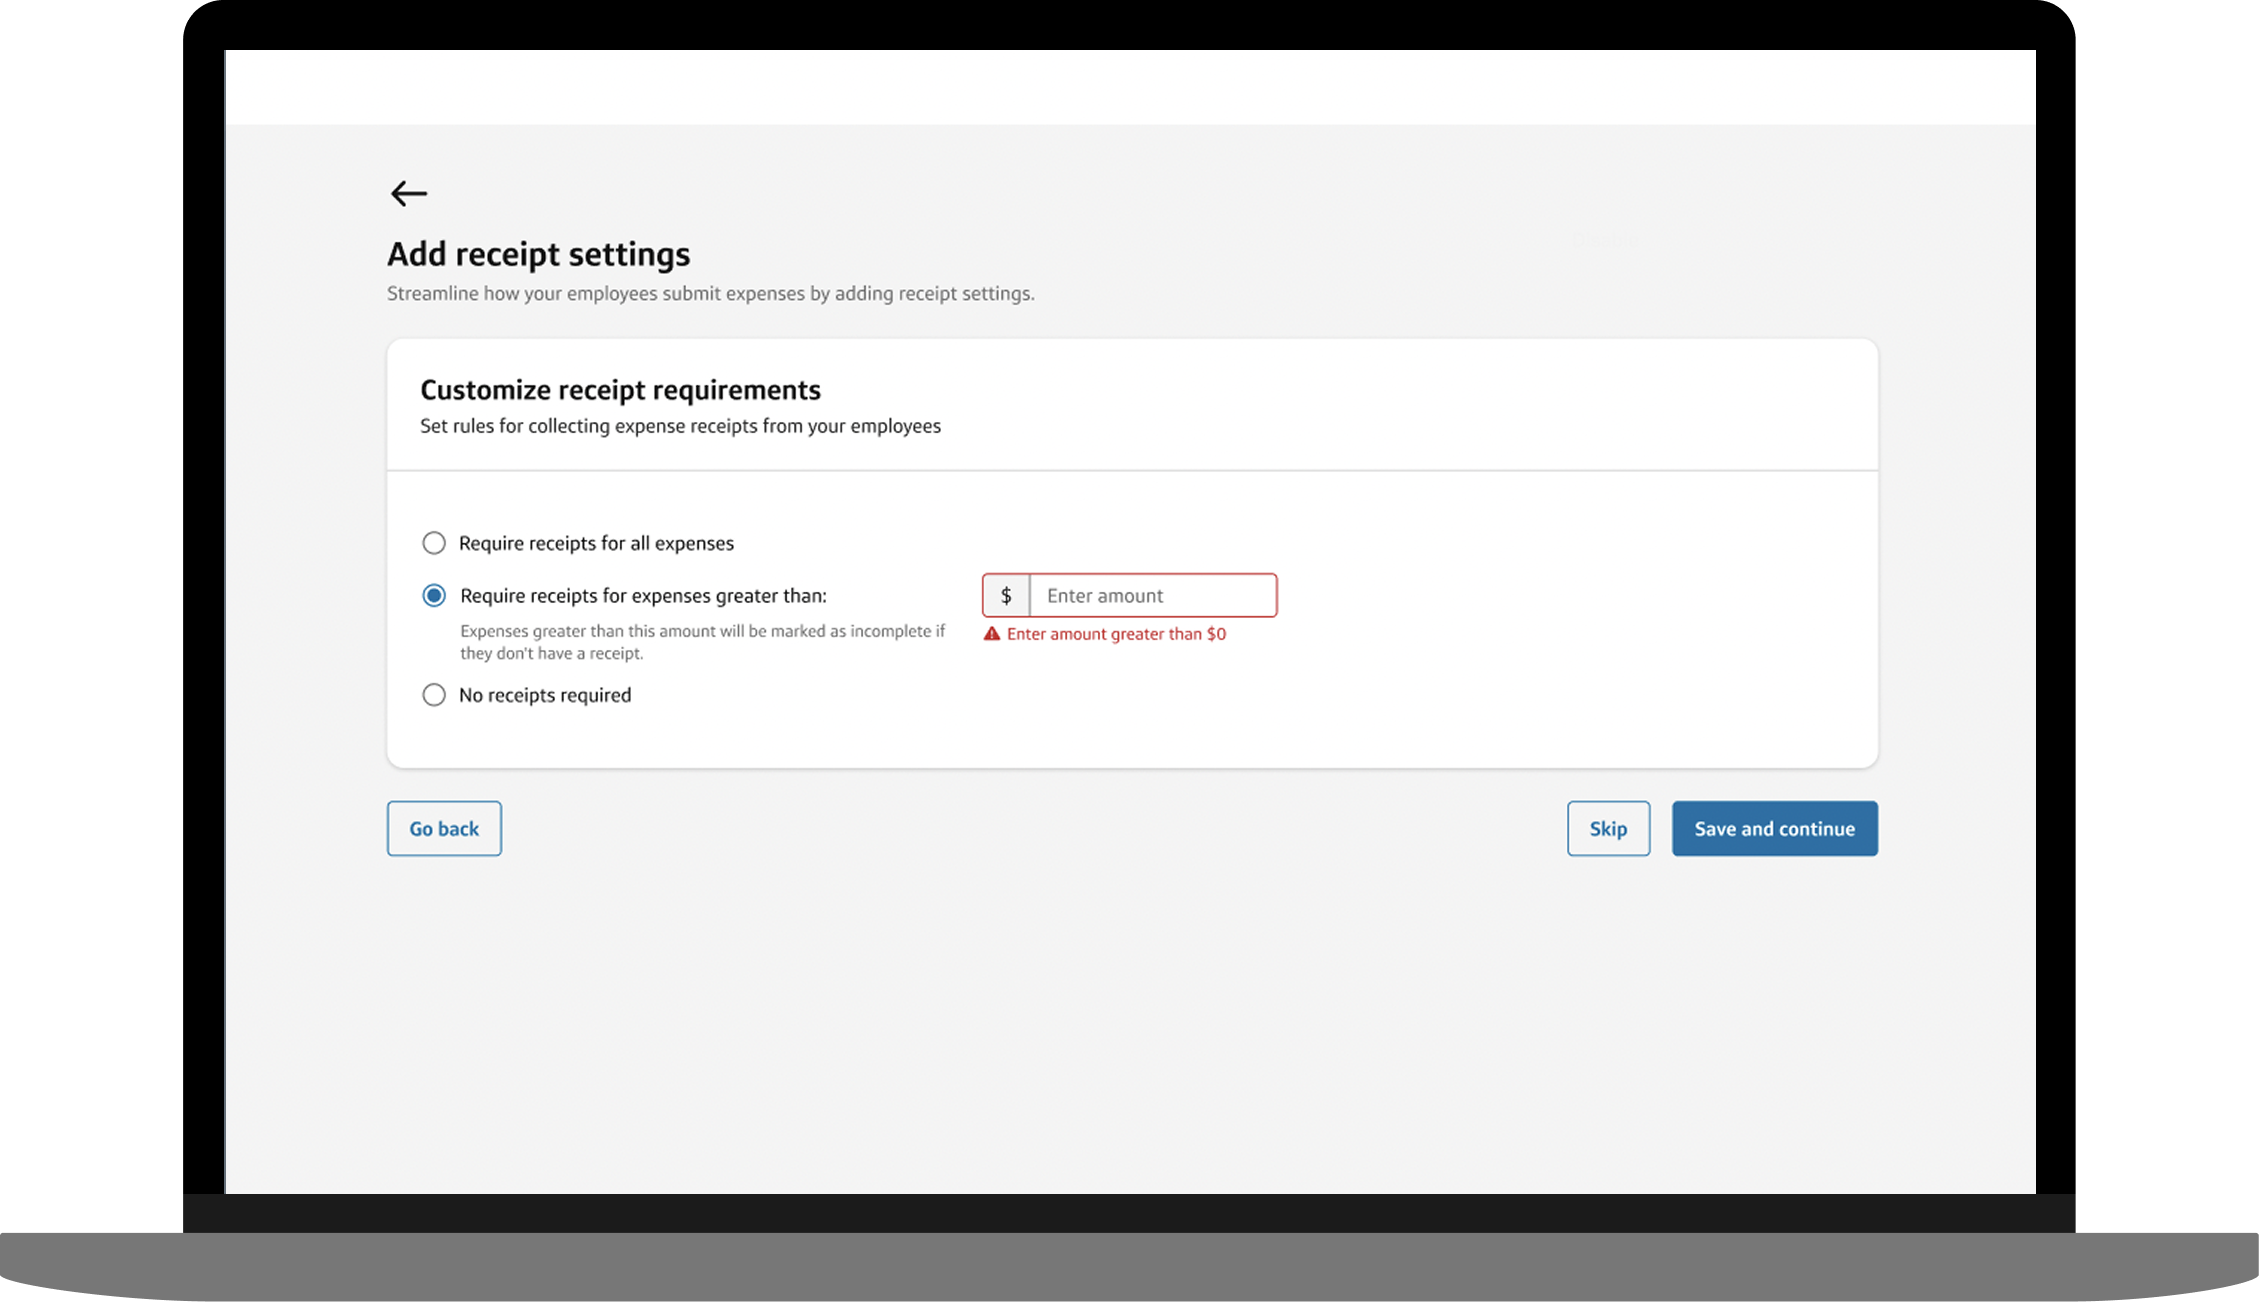 Add receipt settings
Streamline how your employees submit expenses by adding receipt settings.
Customize receipt requirements
Set rules for collecting expense receipts from your employees
Require receipts for all expenses
Require receipts for expenses greater than:
$ Enter amount
Expenses greater than this amount will be marked as incomplete if
they don't have a receipt.
Enter amount greater than $0
No receipts required
Go back
Skip
Save and continue